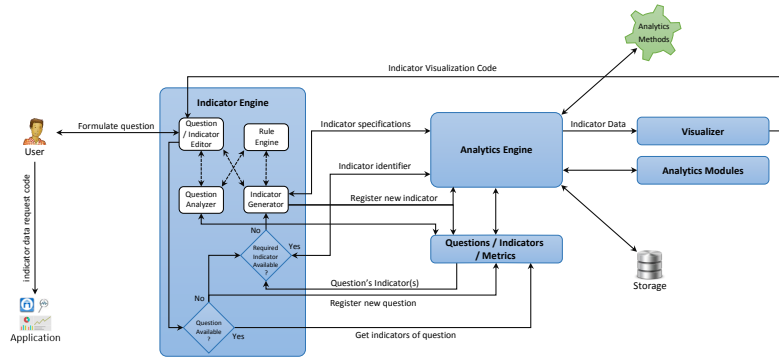 Analytics
Methods
Indicator Visualization Code
Indicator Engine
Formulate question
Question
/ Indicator
Editor
Rule
Engine
Indicator specifications
Analytics Engine
Indicator Data
Visualizer
User
Indicator identifier
Analytics Modules
Question
Analyzer
Indicator
Generator
Register new indicator
indicator data request code
No
Yes
Required
Indicator
Available
?
Questions / Indicators
/ Metrics
Storage
Question's Indicator(s)
No
Register new question
Question
Available
?
Yes
Get indicators of question
Application